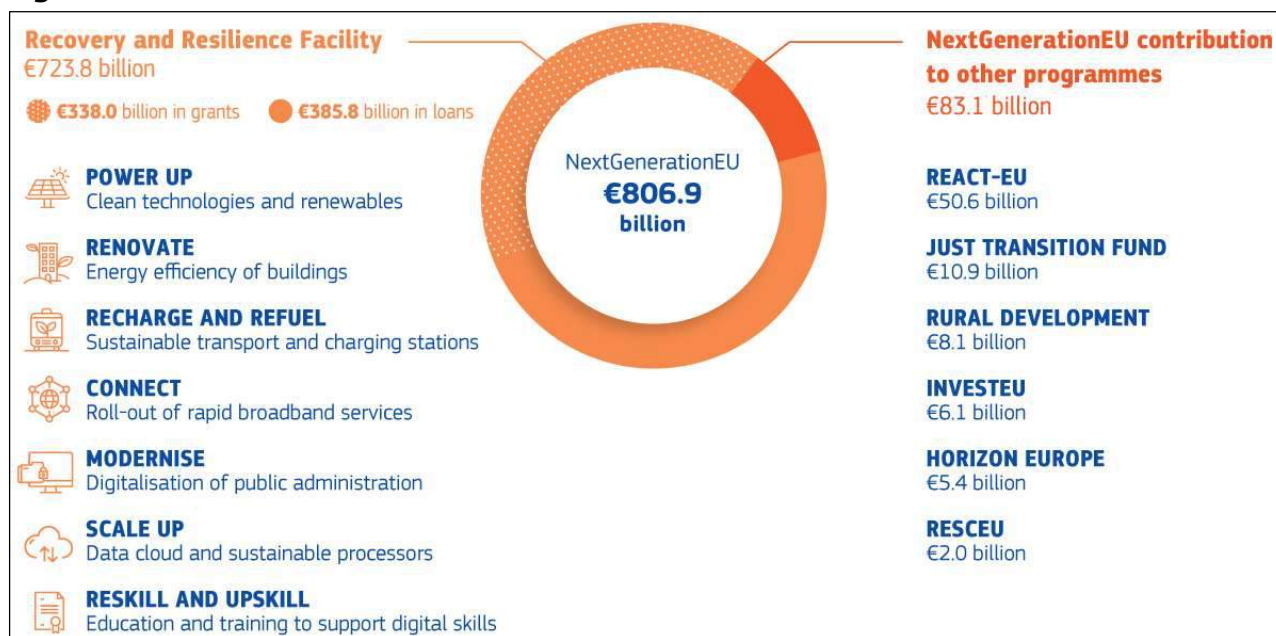 Recovery and Resilience Facility
€723.8 billion
€338.0 billion in grants
€385.8 billion in loans
POWER UP
Clean technologies and renewables
RENOVATE
Energy efficiency of buildings
RECHARGE AND REFUEL
Sustainable transport and charging stations
CONNECT
Roll-out of rapid broadband services
MODERNISE
Digitalisation of public administration
SCALE UP
Data cloud and sustainable processors
RESKILL AND UPSKILL
Education and training to support digital skills
NextGenerationEU
€806.9
billion
NextGenerationEU contribution
to other programmes
€83.1 billion
REACT-EU
€50.6 billion
JUST TRANSITION FUND
€10.9 billion
RURAL DEVELOPMENT
€8.1 billion
INVESTEU
€6.1 billion
HORIZON EUROPE
€5.4 billion
RESCEU
€2.0 billion